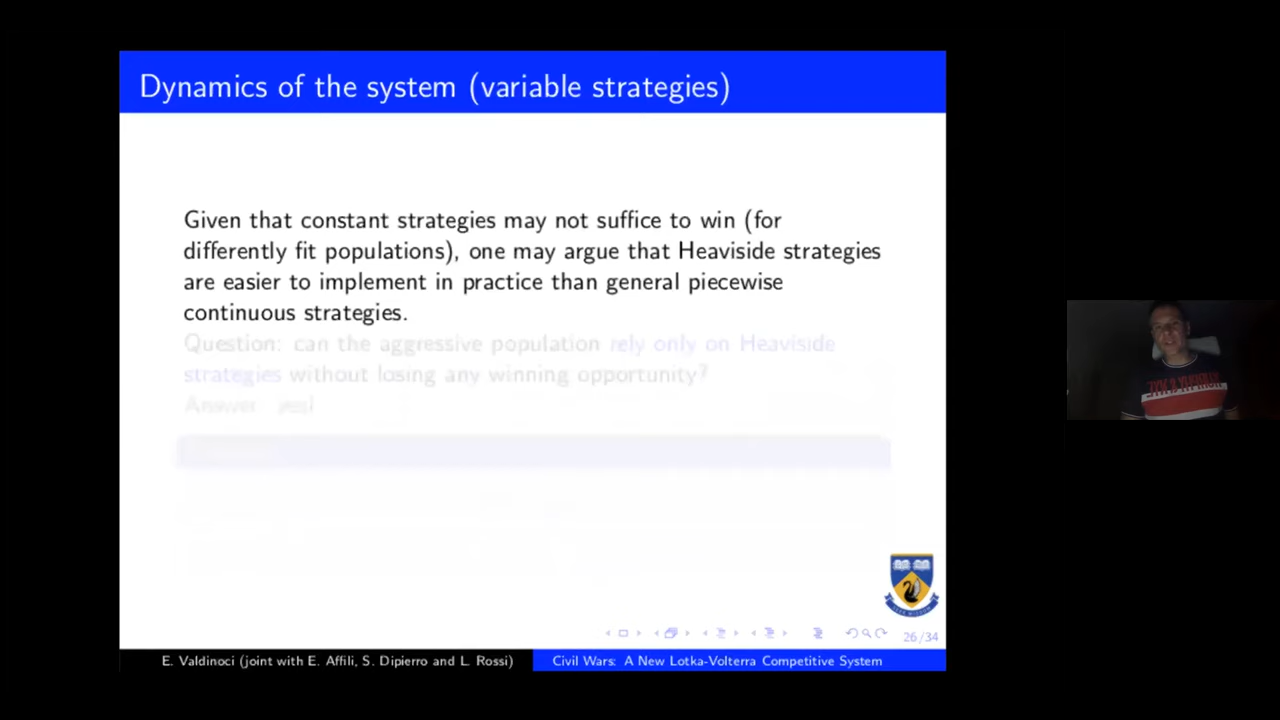 Dynamics of the system (variable strategies)
Given that constant strategies may not suffice to win (for
differently fit populations), one may argue that Heaviside strategies
are easier to implement in practice than general piecewise
continuous strategies.
Question: can the aggressive population rely only on Heaviside
strategies without losing any winning opportunity?
Answer: yes!
26/34
E. Valdinoci (joint with E. Affili, S. Dipierro and L. Rossi)
Civil Wars: A New Lotka-Volterra Competitive System